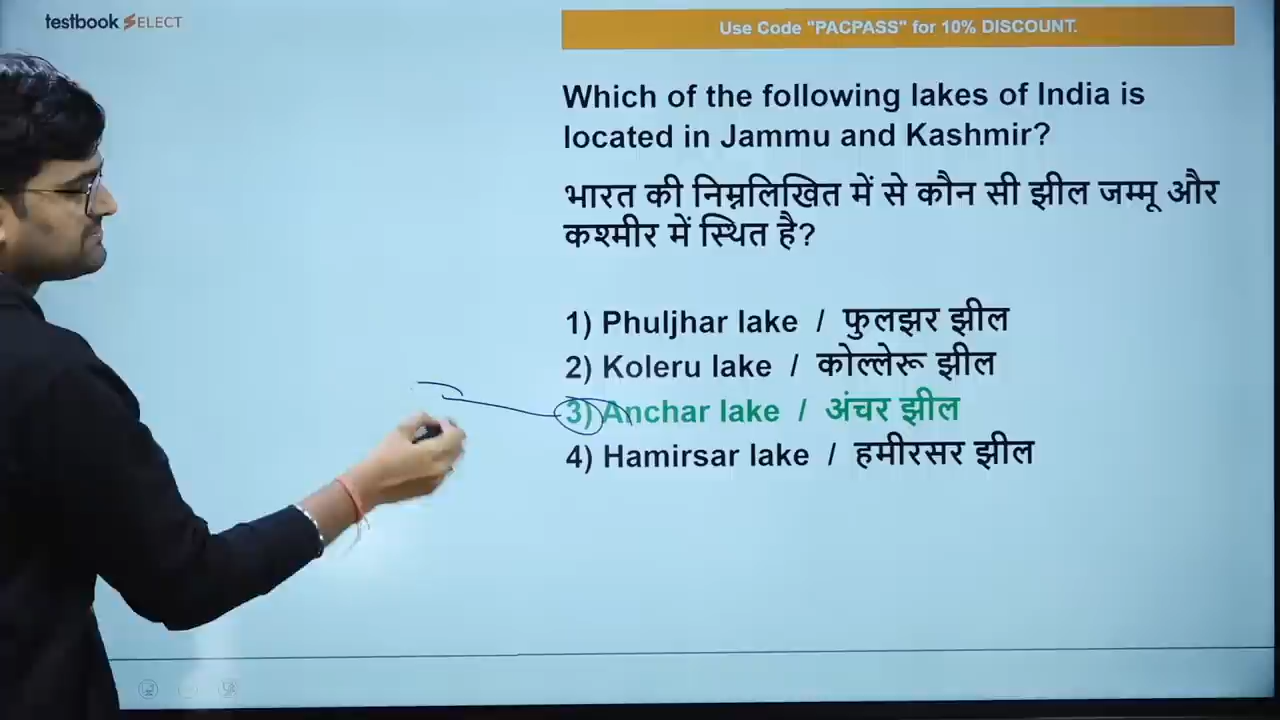 testbook SELECT
Use Code "PACPASS" for 10% DISCOUNT.
Which of the following lakes of India is
located in Jammu and Kashmir?
भारत की निम्नलिखित में से कौन सी झील जम्मू और
कश्मीर में स्थित है?
1) Phuljhar lake / फुलझर झील
2) Koleru lake / कोल्लेरू झील
3) Anchar lake / अंचर झील
4) Hamirsar lake / हमीरसर झील